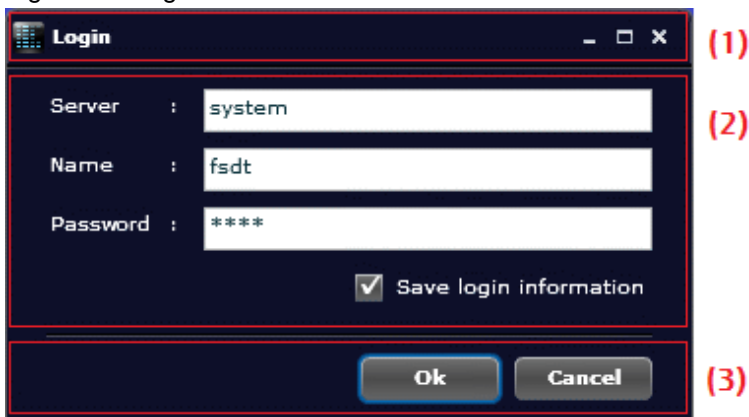 Login
(1)
Server : system
(2)
Name : fsdt
Password : ****
Save login information
Ok Cancel
(3)